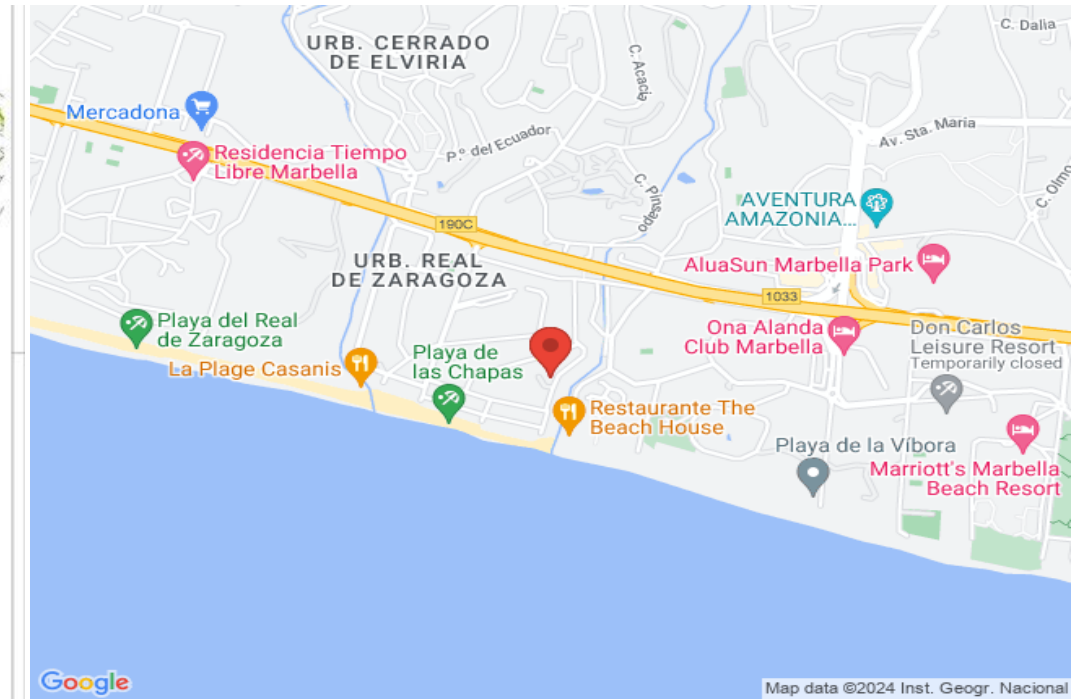 URB. CERRADO
DE ELVIRIA
C. Dalia
C. Acacia
Mercadona
Residencia Tiempo
Libre Marbella
P.º del Ecuador
Av. Sta. Maria
C. Pinsapo
C. Olmo
AVENTURA
AMAZONIA...
190C
URB. REAL
DE ZARAGOZA
AluaSun Marbella Park
1033
Playa del Real
de Zaragoza
Ona Alanda
Club Marbella
Don Carlos
Leisure Resort
Temporarily closed
La Plage Casanis
Playa de
las Chapas
Restaurante The
Beach House
Playa de la Víbora
Marriott's Marbella
Beach Resort
Google
Map data ©2024 Inst. Geogr. Nacional